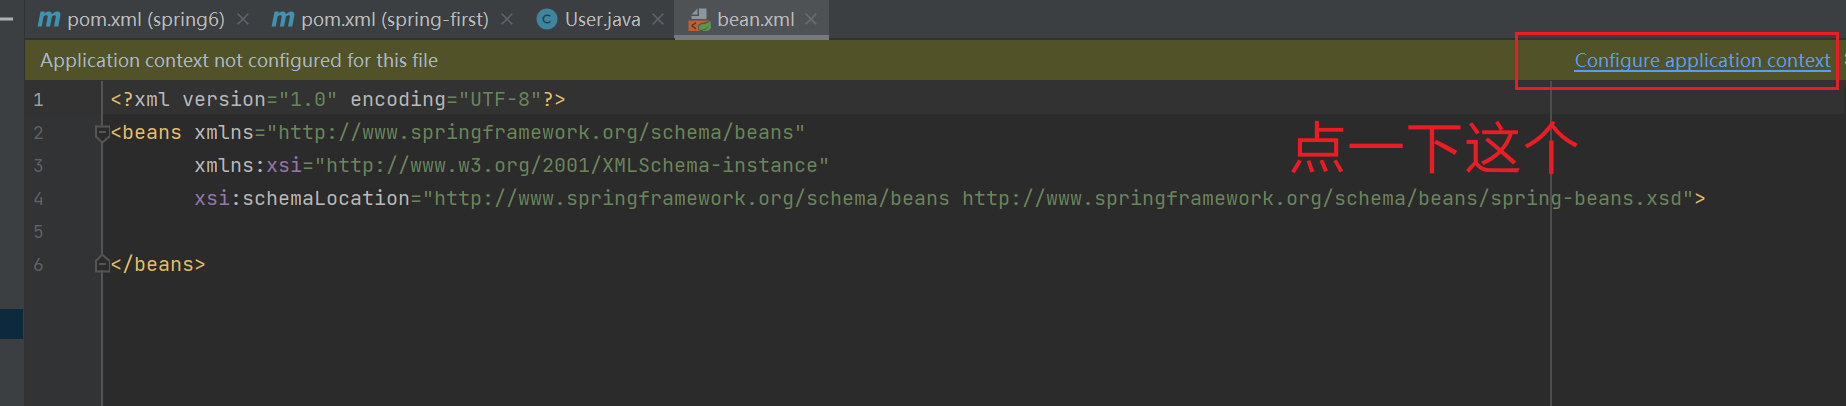 pom.xml (spring6) pom.xml (spring-first) User.java bean.xml
Application context not configured for this file Configure application context
1 <?xml version="1.0" encoding="UTF-8"?>
2 <beans xmlns="http://www.springframework.org/schema/beans"
点一下这个
3 xmlns:xsi="http://www.w3.org/2001/XMLSchema-instance"
4 xsi:schemaLocation="http://www.springframework.org/schema/beans http://www.springframework.org/schema/beans/spring-beans.xsd">
5
6 </beans>